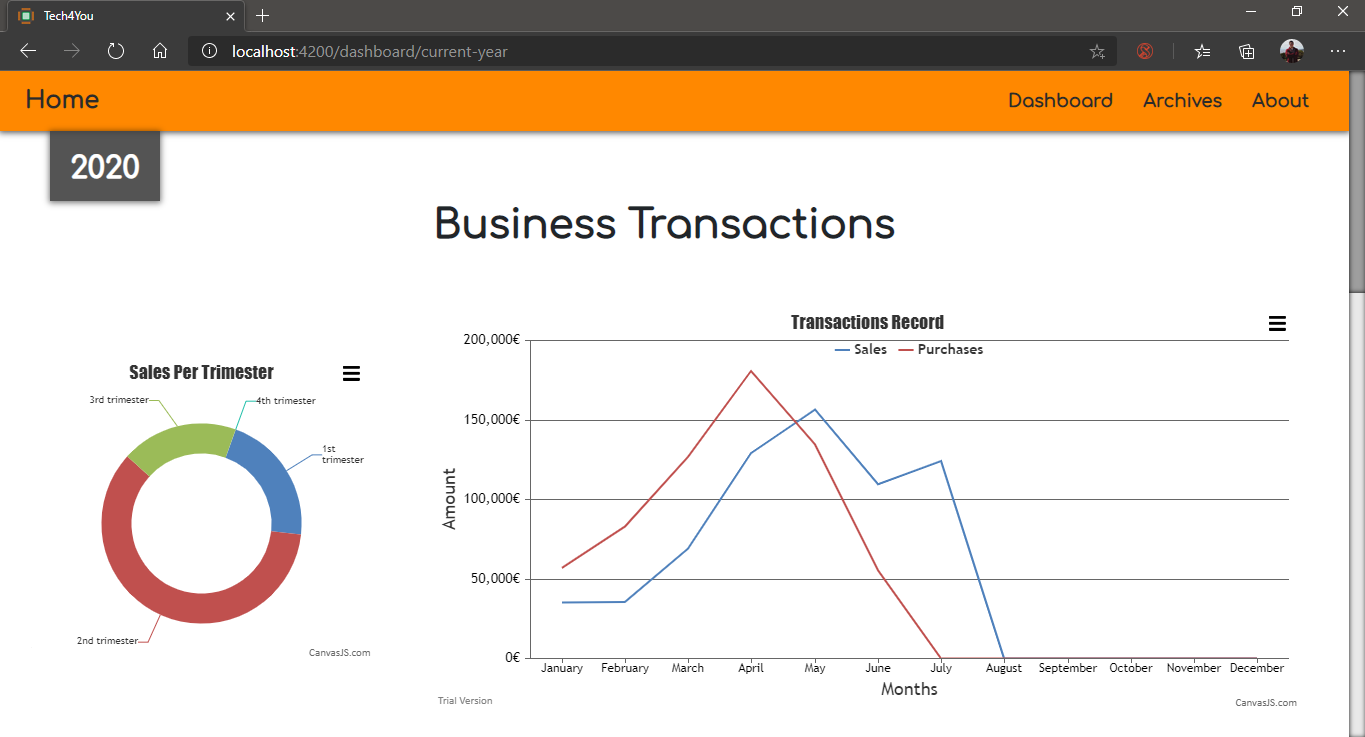 Tech4You
localhost:4200/dashboard/current-year
Home
Dashboard Archives About
2020
Business Transactions
Sales Per Trimester
3rd trimester
4th trimester
1st
trimester
2nd trimester
CanvasJS.com
Transactions Record
Sales Purchases
Amount
200,000€
150,000€
100,000€
50,000€
0€
January February March April May June July August September October November December
Months
Trial Version
CanvasJS.com